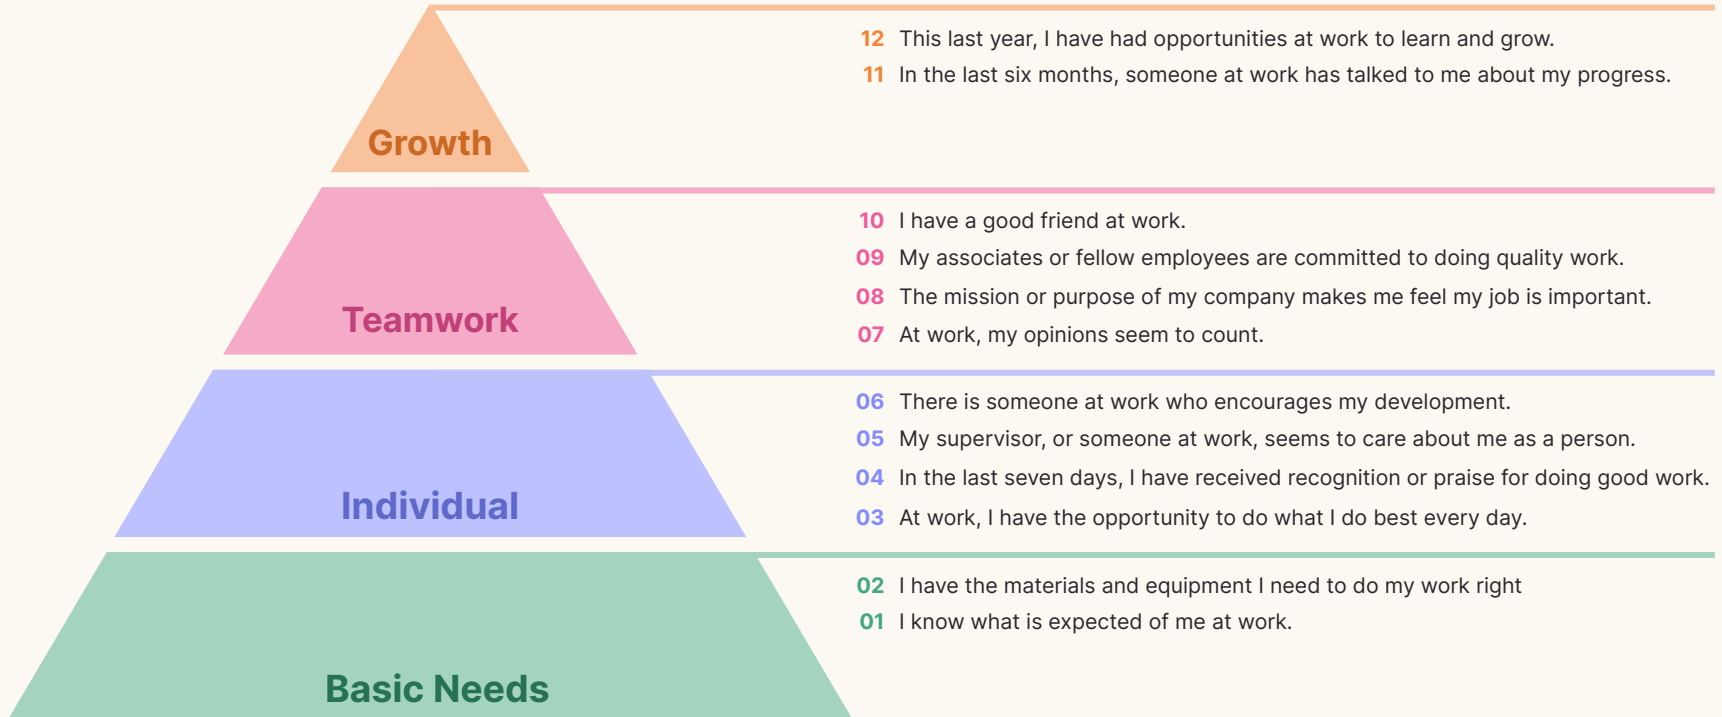 12 This last year, I have had opportunities at work to learn and grow.
11 In the last six months, someone at work has talked to me about my progress.
Growth
10 I have a good friend at work.
09 My associates or fellow employees are committed to doing quality work.
08 The mission or purpose of my company makes me feel my job is important.
07 At work, my opinions seem to count.
Teamwork
06 There is someone at work who encourages my development.
05 My supervisor, or someone at work, seems to care about me as a person.
04 In the last seven days, I have received recognition or praise for doing good work.
03 At work, I have the opportunity to do what I do best every day.
Individual
02 I have the materials and equipment I need to do my work right
01 I know what is expected of me at work.
Basic Needs